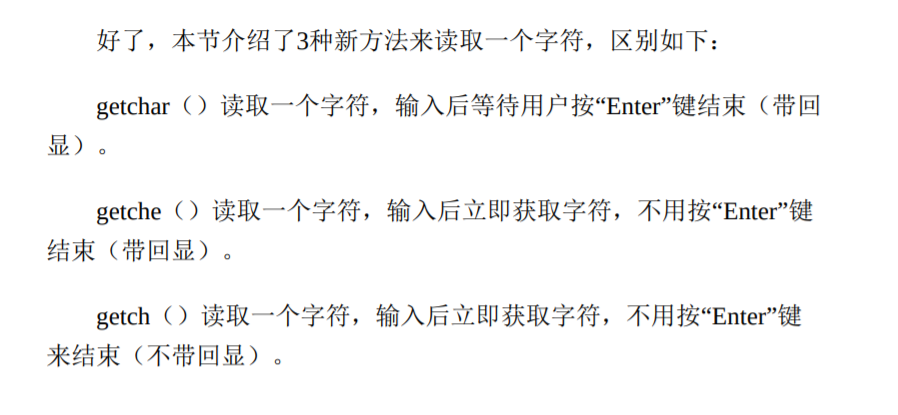 好了，本节介绍了3种新方法来读取一个字符，区别如下：
getchar（）读取一个字符，输入后等待用户按“Enter”键结束（带回
显）。
getche（）读取一个字符，输入后立即获取字符，不用按“Enter”键
结束（带回显）。
getch（）读取一个字符，输入后立即获取字符，不用按“Enter”键
来结束（不带回显）。